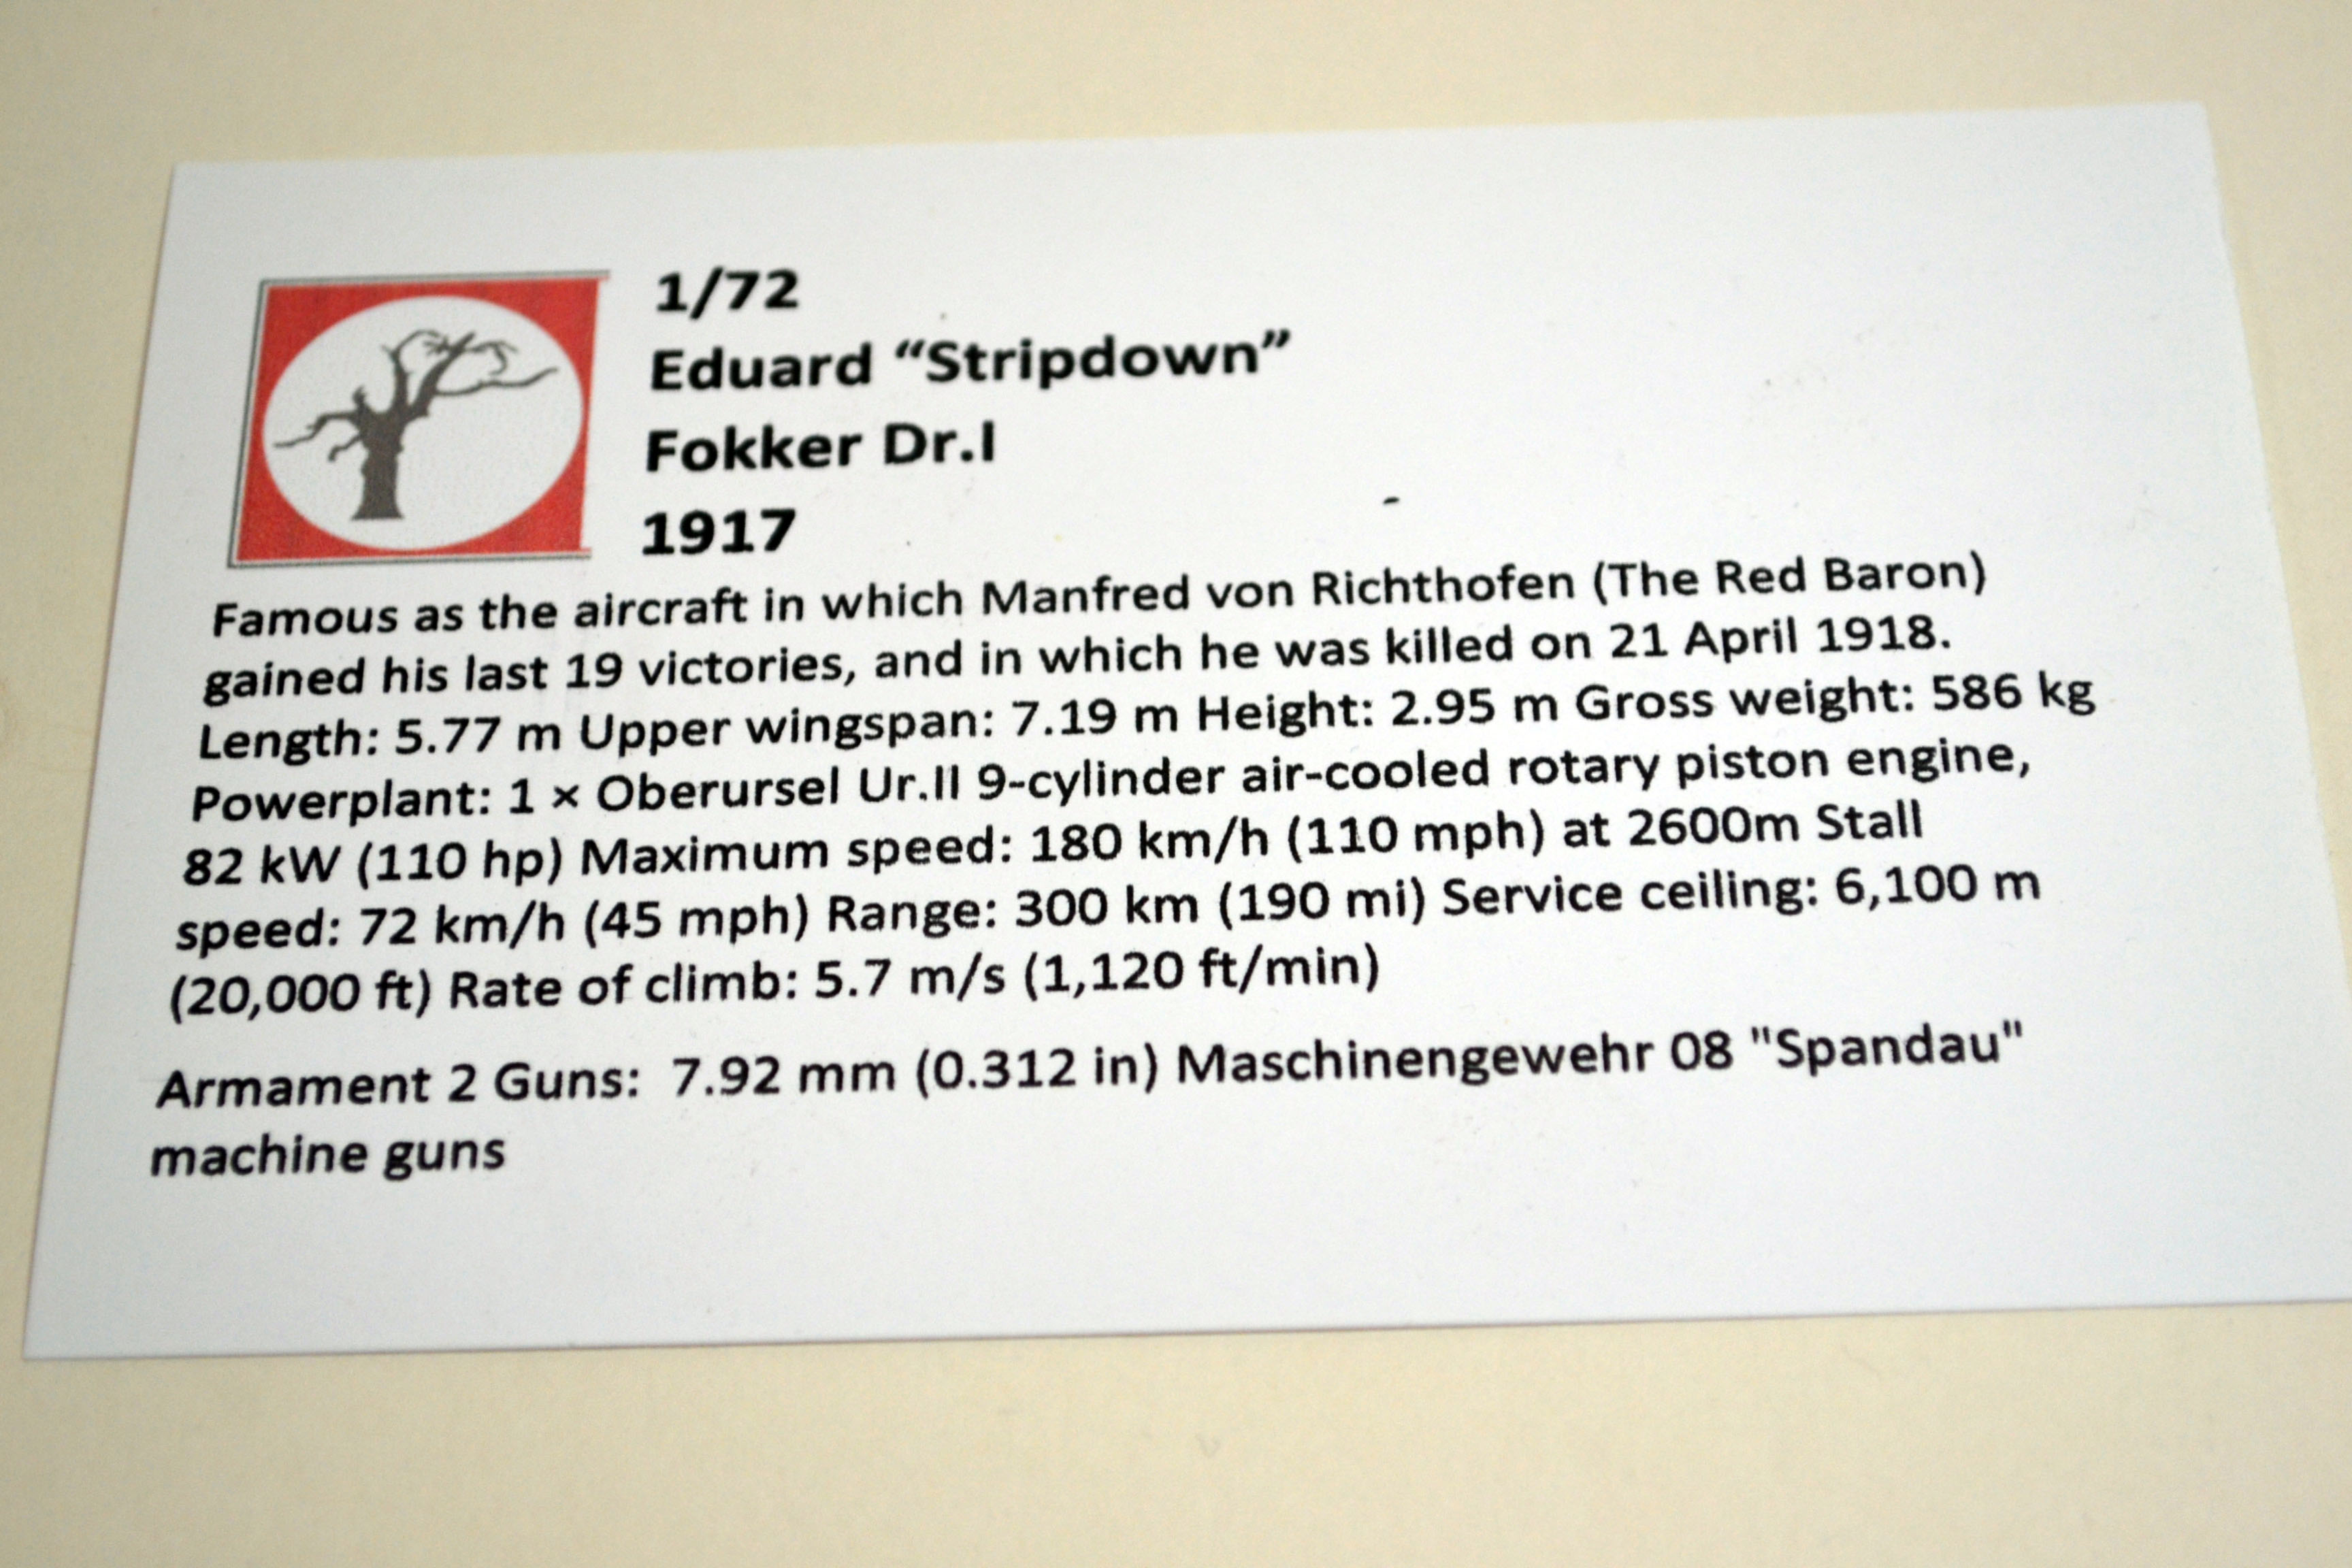 1/72
Eduard “Stripdown”
Fokker Dr.I
1917
Famous as the aircraft in which Manfred von Richthofen (The Red Baron)
gained his last 19 victories, and in which he was killed on 21 April 1918.
Length: 5.77 m Upper wingspan: 7.19 m Height: 2.95 m Gross weight: 586 kg
Powerplant: 1 × Oberursel Ur.II 9-cylinder air-cooled rotary piston engine,
82 kW (110 hp) Maximum speed: 180 km/h (110 mph) at 2600m Stall
speed: 72 km/h (45 mph) Range: 300 km (190 mi) Service ceiling: 6,100 m
(20,000 ft) Rate of climb: 5.7 m/s (1,120 ft/min)
Armament 2 Guns:  7.92 mm (0.312 in) Maschinengewehr 08 "Spandau"
machine guns